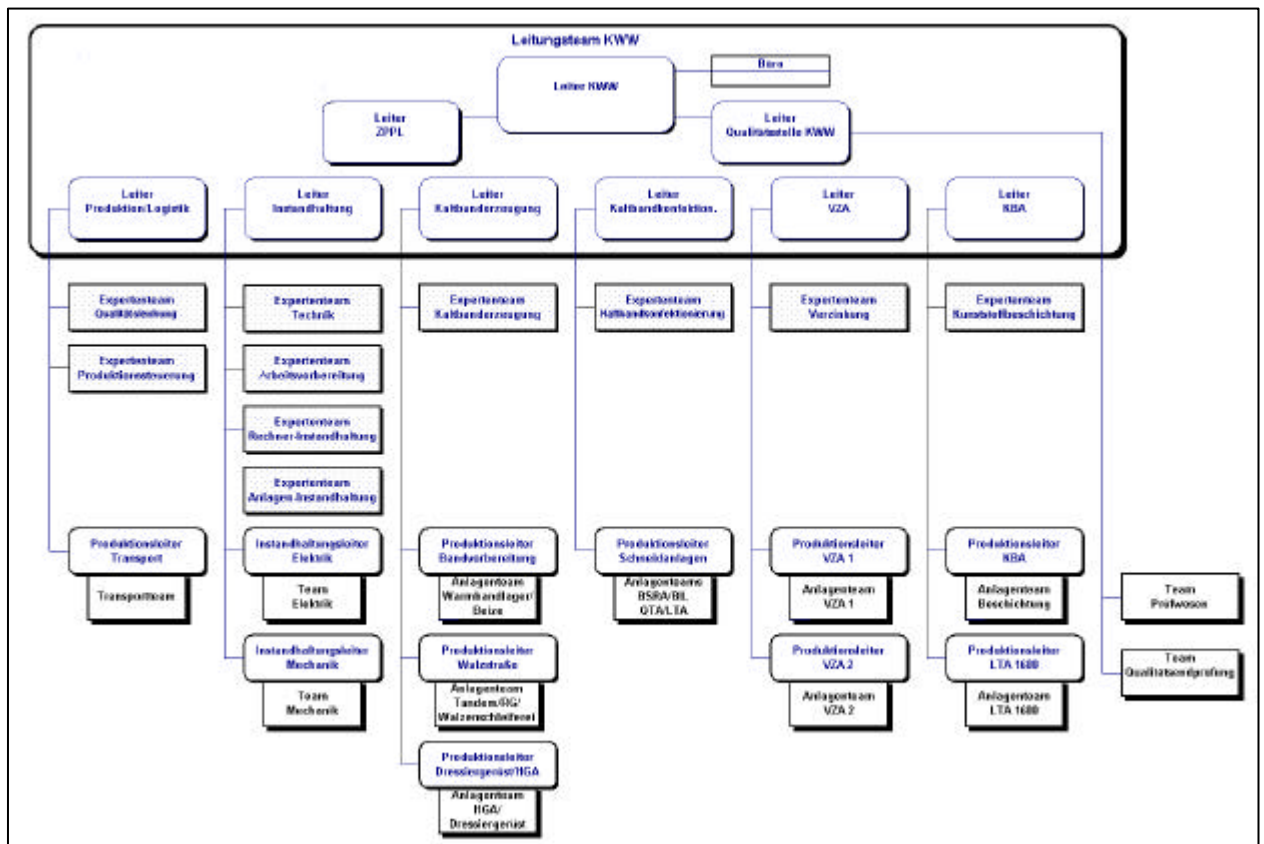 Leitungsteam KWW
Büro
Leiter KWW
Leiter
ZPPL
Leiter
Qualitätsstelle KWW
Leiter
Produktion/Logistik
Leiter
Instandhaltung
Leiter
Kaltbanderzeugung
Leiter
Kaltbandkonfektion.
Leiter
VZA
Leiter
KBA
Expertenteam
Qualitätslenkung
Expertenteam
Technik
Expertenteam
Kaltbanderzeugung
Expertenteam
Kaltbandkonfektionierung
Expertenteam
Verzinkung
Expertenteam
Kunststoffbeschichtung
Expertenteam
Produktionssteuerung
Expertenteam
Arbeitsvorbereitung
Expertenteam
Rechner-Instandhaltung
Expertenteam
Anlagen-Instandhaltung
Produktionsleiter
Transport
Transportteam
Instandhaltungsleiter
Elektrik
Team
Elektrik
Produktionsleiter
Bandvorbereitung
Anlagenteam
Warmbandlager/
Beize
Produktionsleiter
Schneidanlagen
Anlagenteams
BSRA/BIL
QTA/LTA
Produktionsleiter
VZA 1
Anlagenteam
VZA 1
Produktionsleiter
KBA
Anlagenteam
Beschichtung
Team
Prüfwesen
Instandhaltungsleiter
Mechanik
Team
Mechanik
Produktionsleiter
Walzstraße
Anlagenteam
Tandem/RG/
Walzenschleiferei
Produktionsleiter
VZA 2
Anlagenteam
VZA 2
Produktionsleiter
LTA 1600
Anlagenteam
LTA 1600
Team
Qualitätsendprüfung
Produktionsleiter
Dressiergerüst/HGA
Anlagenteam
HGA/
Dressiergerüst